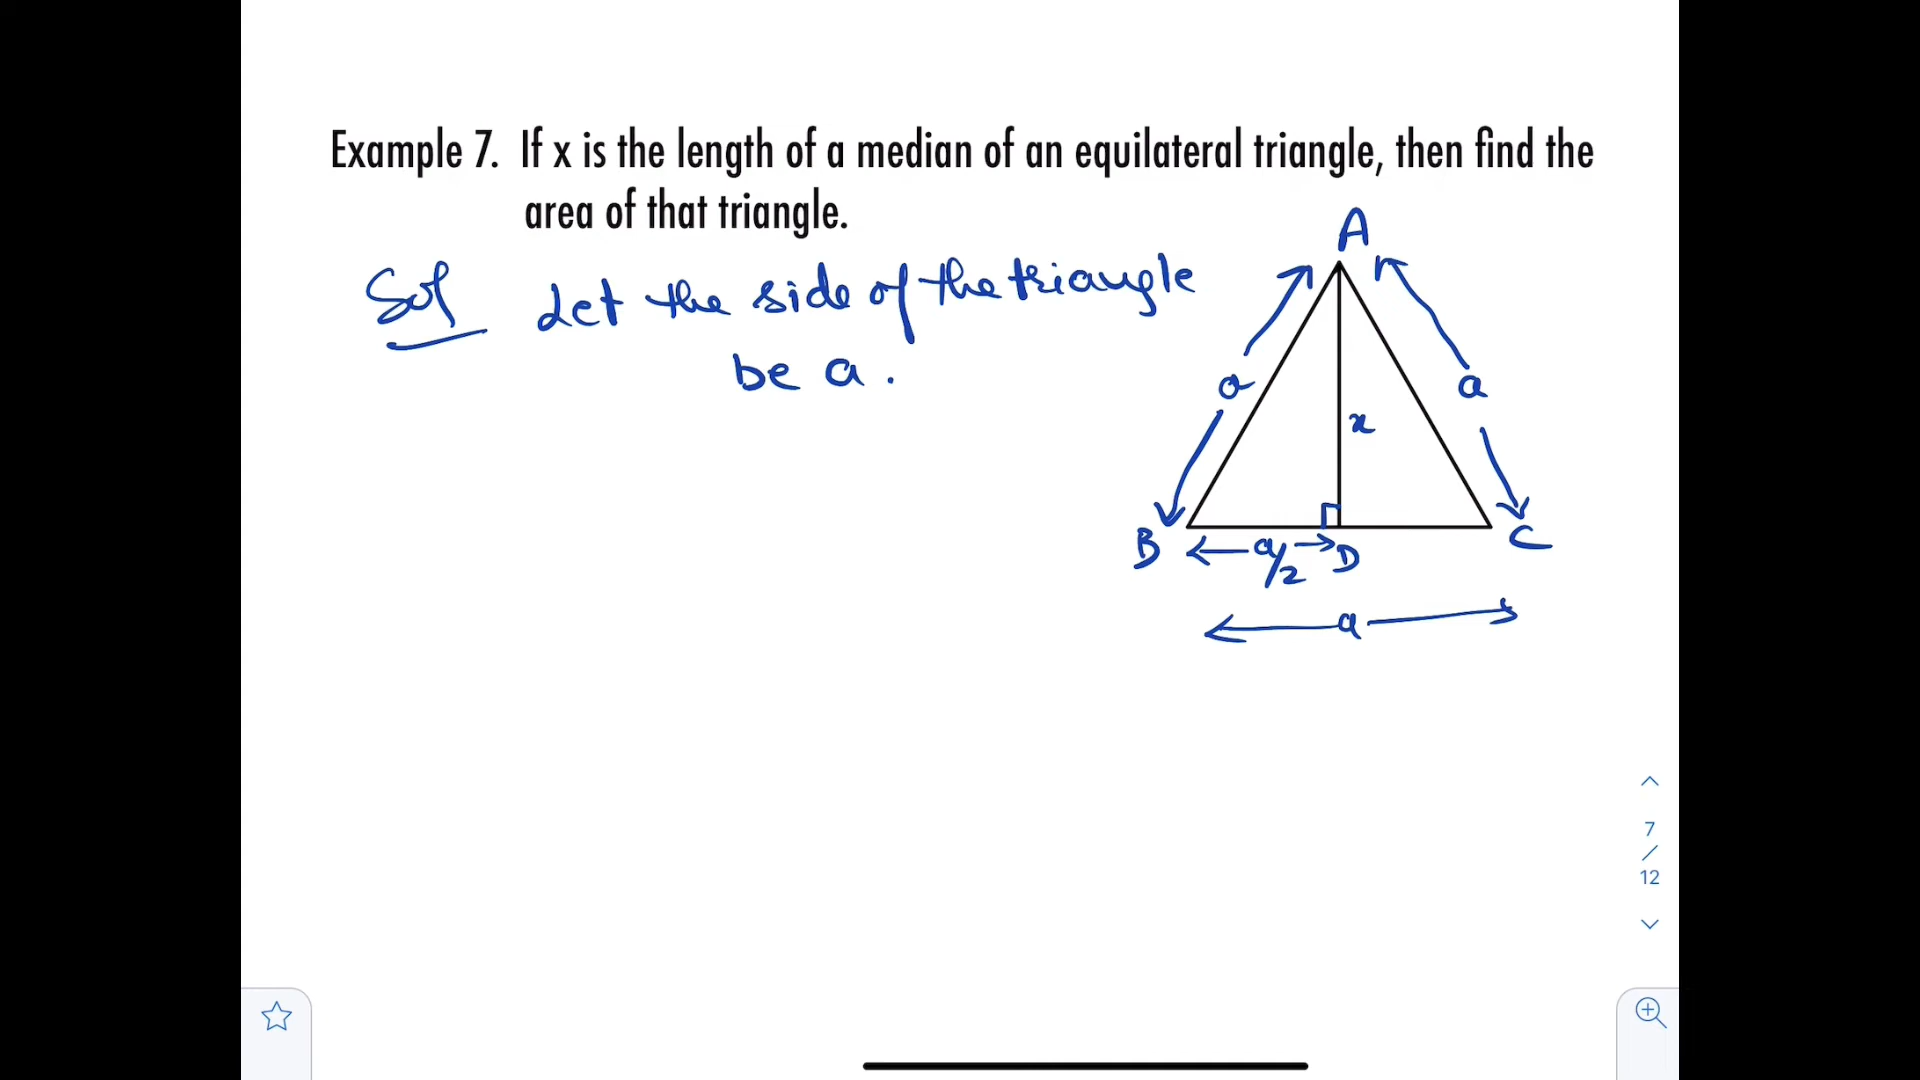 Example 7. If x is the length of a median of an equilateral triangle, then find the
area of that triangle.
Sol Let the side of the triangle
be a.
A
a
a
x
B
a/2
D
C
a
7
/
12